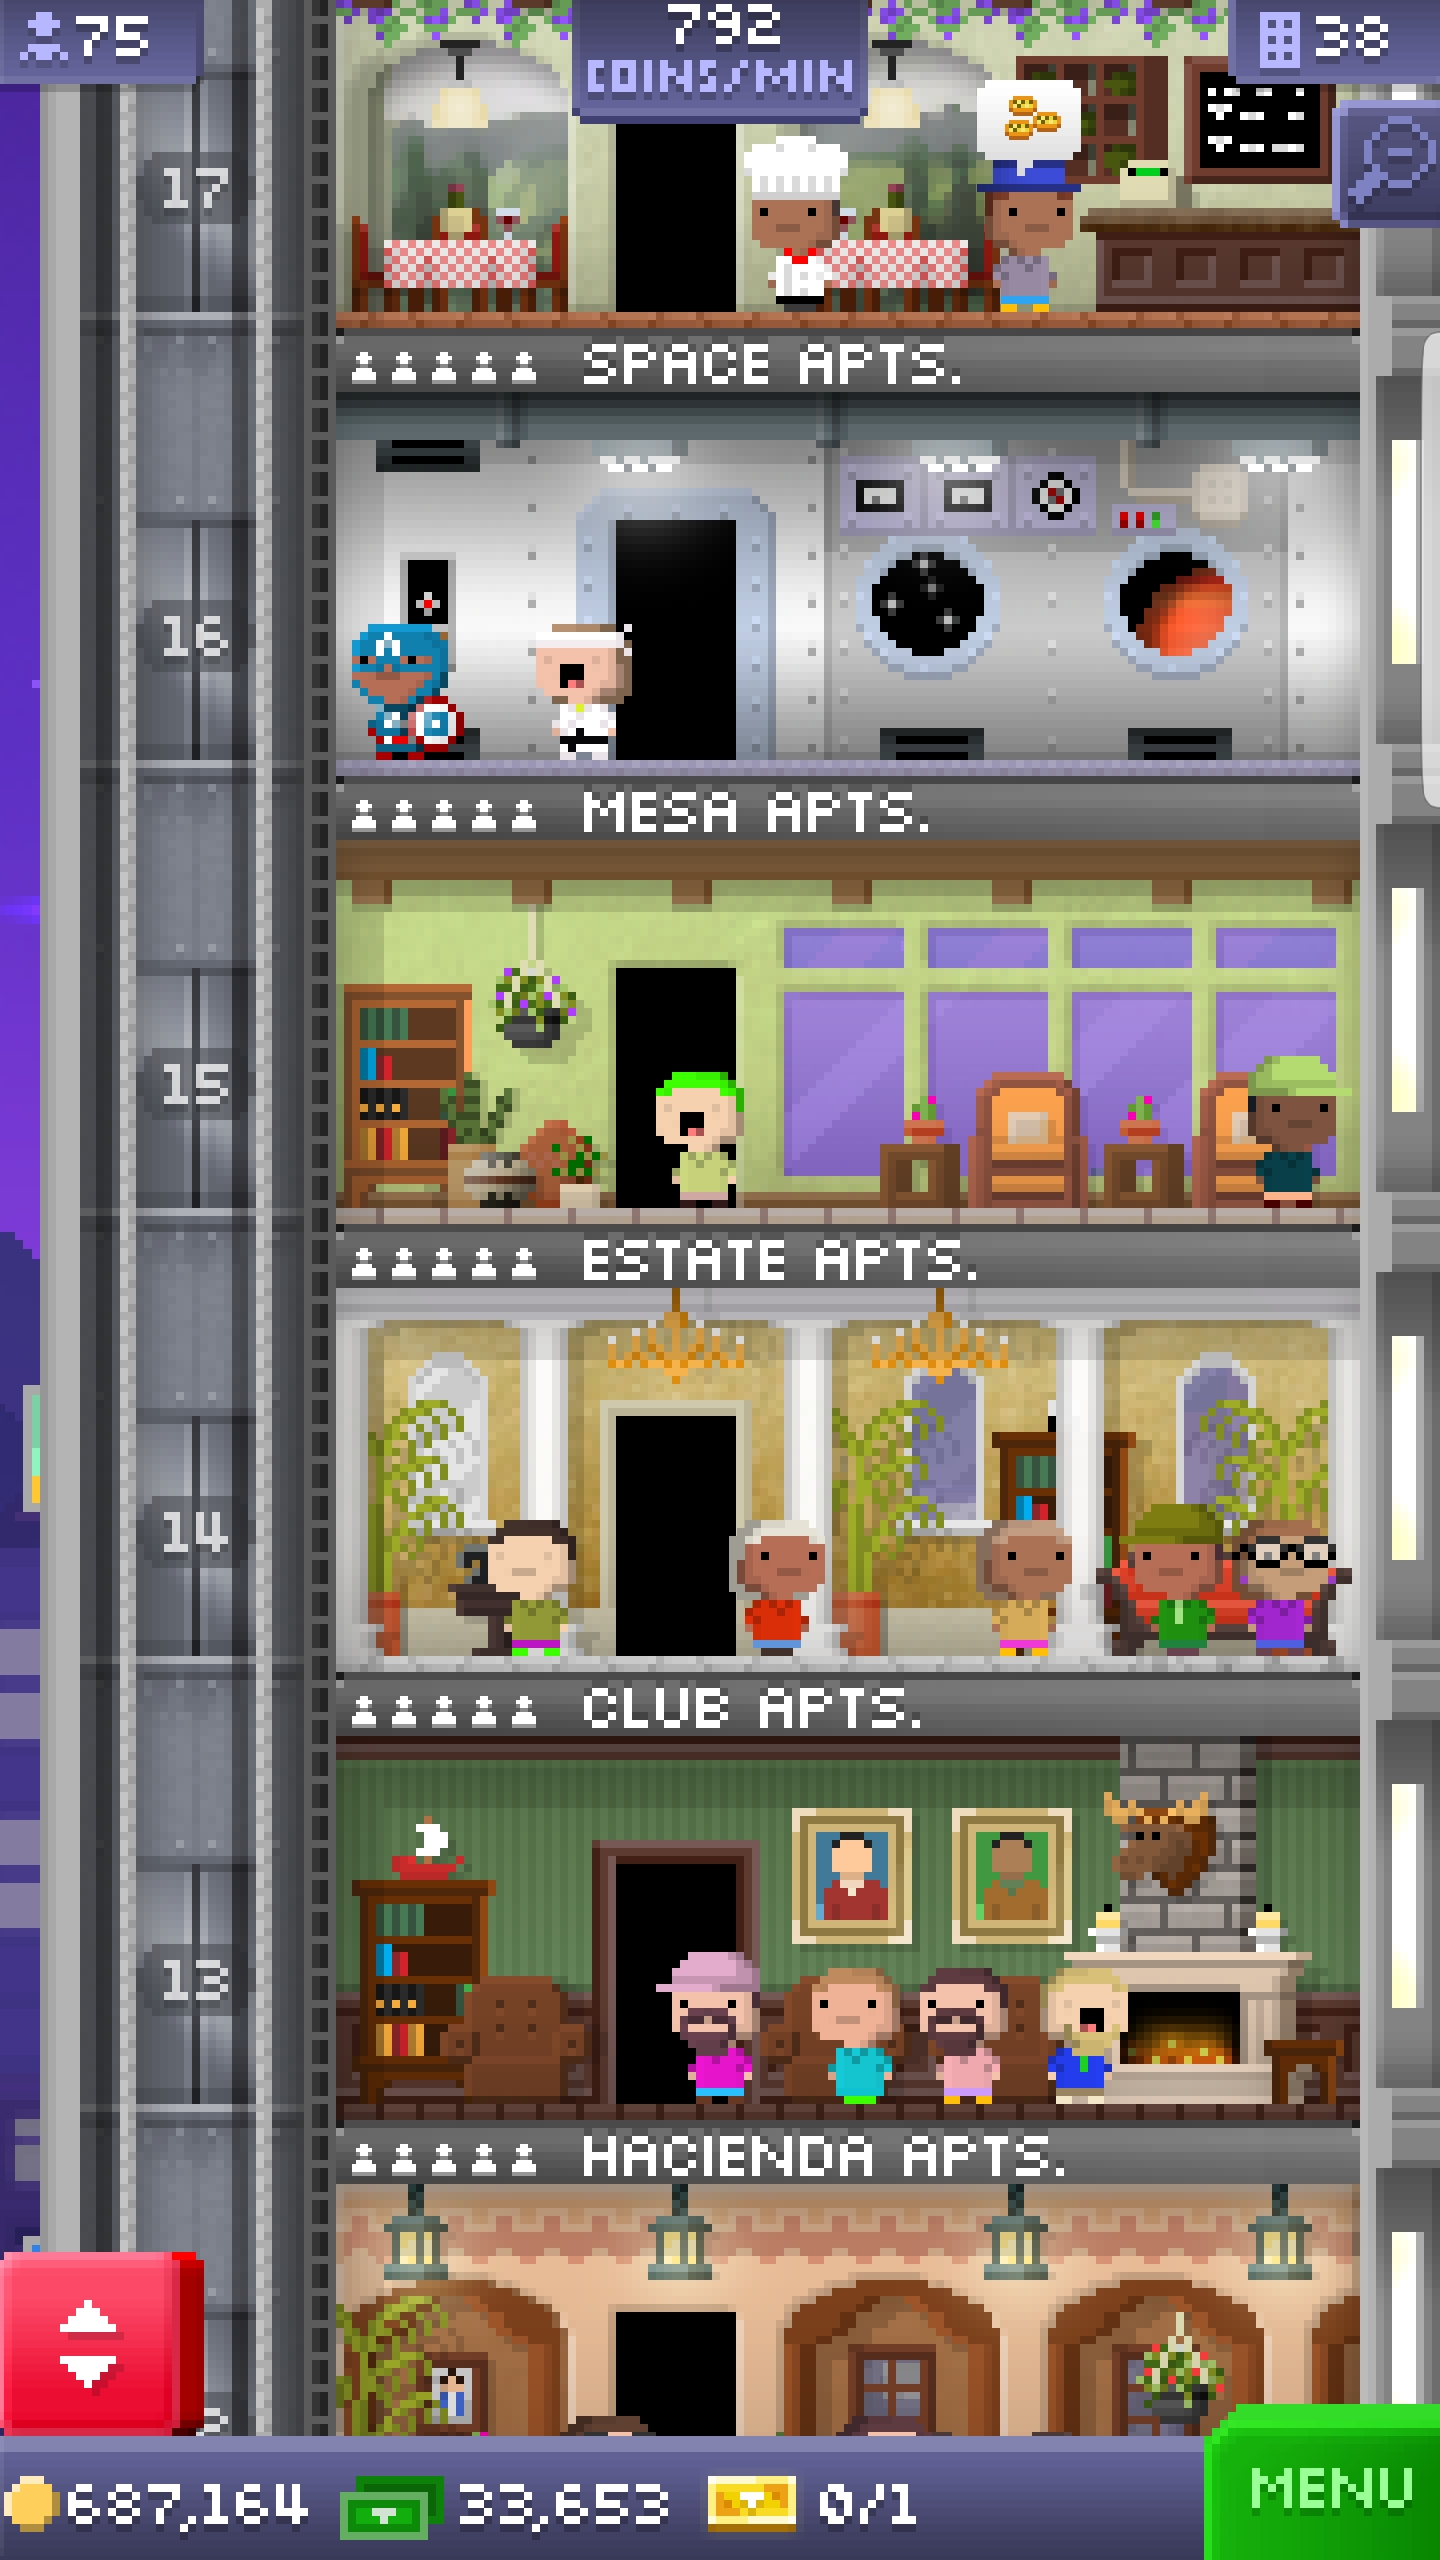 75
792
COINS/MIN
38
17
SPACE APTS.
16
MESA APTS.
15
ESTATE APTS.
14
CLUB APTS.
13
HACIENDA APTS.
687,164
33,653
0/1
MENU